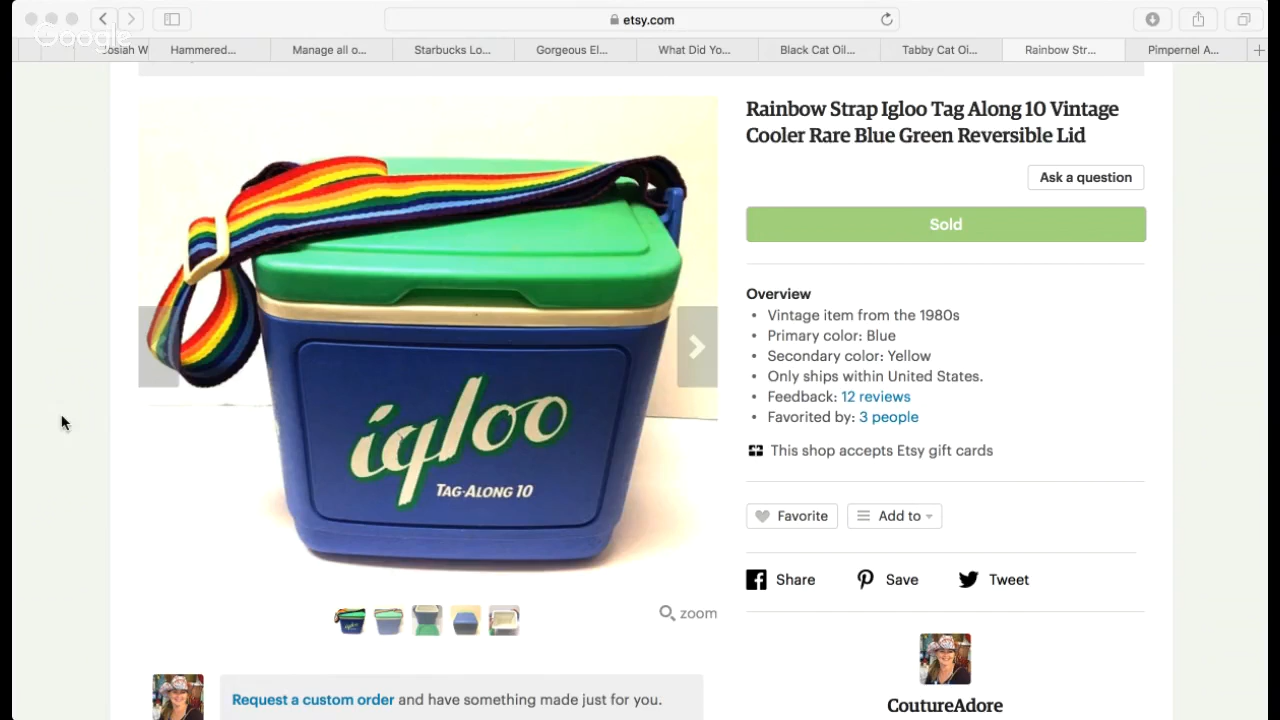 etsy.com
Google
osiah W
Hammered...
Manage all o...
Starbucks Lo...
Gorgeous El...
What Did Yo...
Black Cat Oil...
Tabby Cat Oi...
Rainbow Str...
Pimpernel A...
Rainbow Strap Igloo Tag Along 10 Vintage
Cooler Rare Blue Green Reversible Lid
Ask a question
Sold
Overview
• Vintage item from the 1980s
• Primary color: Blue
• Secondary color: Yellow
• Only ships within United States.
• Feedback: 12 reviews
• Favorited by: 3 people
This shop accepts Etsy gift cards
Favorite
Add to
Share
Save
Tweet
CoutureAdore
igloo
TAG-ALONG 10
zoom
Request a custom order and have something made just for you.